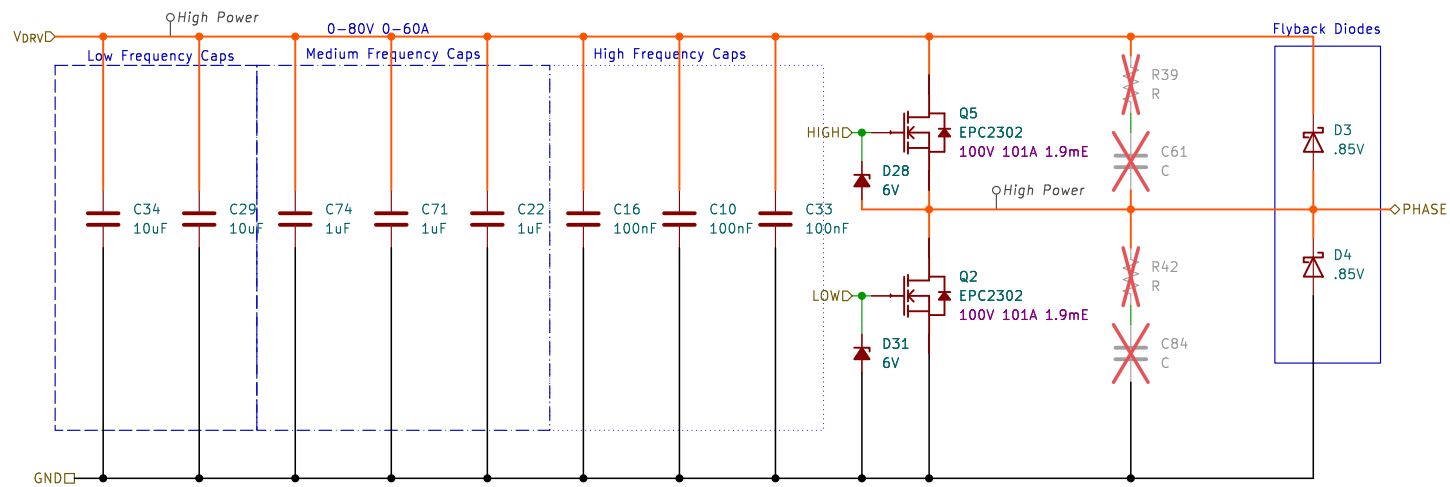 High Power
VDRV
0-80V 0-60A
Flyback Diodes
Low Frequency Caps
Medium Frequency Caps
High Frequency Caps
R39
R
Q5
EPC2302
100V 101A 1.9mE
HIGH
D3
.85V
C61
C
D28
6V
High Power
C34
10uF
C29
10uF
C74
1uF
C71
1uF
C22
1uF
C16
100nF
C10
100nF
C33
100nF
PHASE
R42
R
D4
.85V
Q2
EPC2302
100V 101A 1.9mE
LOW
D31
6V
C84
C
GND